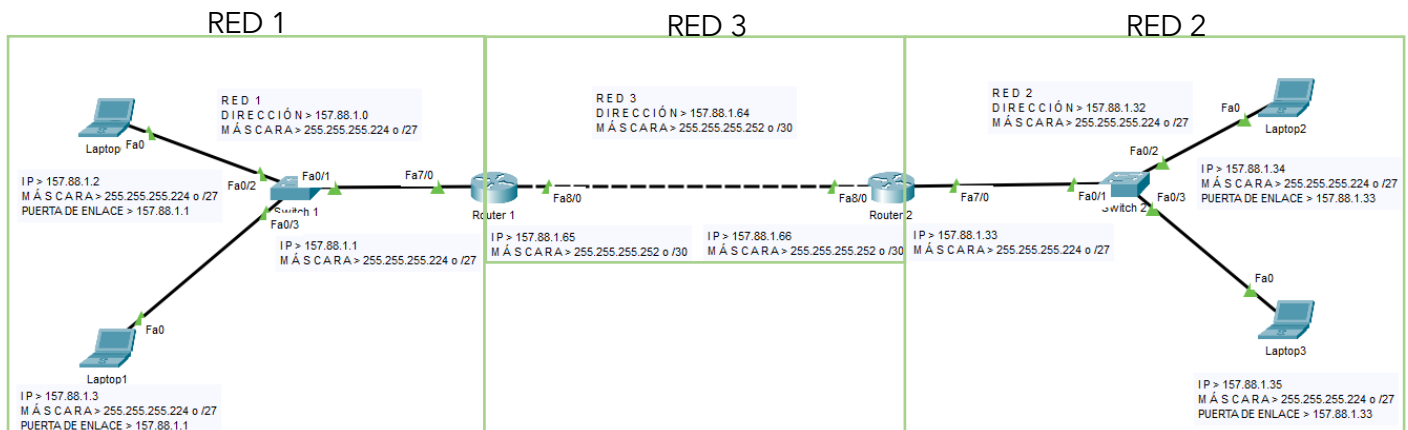 RED 1
RED 3
RED 2
RED 1
DIRECCIÓN > 157.88.1.0
MÁSCARA > 255.255.255.224 o /27
Fa0
IP > 157.88.1.2
MÁSCARA > 255.255.255.224 o /27
PUERTA DE ENLACE > 157.88.1.1
Fa0/2
Fa0/1
Fa7/0
Switch 1
Fa0/3
IP > 157.88.1.1
MÁSCARA > 255.255.255.224 o /27
Fa0
Laptop1
IP > 157.88.1.3
MÁSCARA > 255.255.255.224 o /27
PUERTA DE ENLACE > 157.88.1.1
RED 3
DIRECCIÓN > 157.88.1.64
MÁSCARA > 255.255.255.252 o /30
Router 1
Fa8/0
Fa8/0
Router 2
IP > 157.88.1.65
MÁSCARA > 255.255.255.252 o /30
IP > 157.88.1.66
MÁSCARA > 255.255.255.252 o /30
RED 2
DIRECCIÓN > 157.88.1.32
MÁSCARA > 255.255.255.224 o /27
Fa0
Laptop2
Fa0/2
Fa7/0
Fa0/1
Switch 2
Fa0/3
IP > 157.88.1.34
MÁSCARA > 255.255.255.224 o /27
PUERTA DE ENLACE > 157.88.1.33
IP > 157.88.1.33
MÁSCARA > 255.255.255.224 o /27
Fa0
Laptop3
IP > 157.88.1.35
MÁSCARA > 255.255.255.224 o /27
PUERTA DE ENLACE > 157.88.1.33